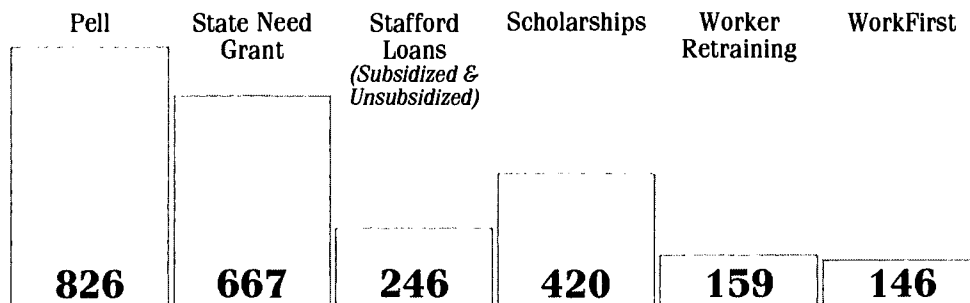 Pell
State Need
Grant
Stafford
Loans
(Subsidized &
Unsubsidized)
Scholarships
Worker
Retraining
WorkFirst
826
667
246
420
159
146